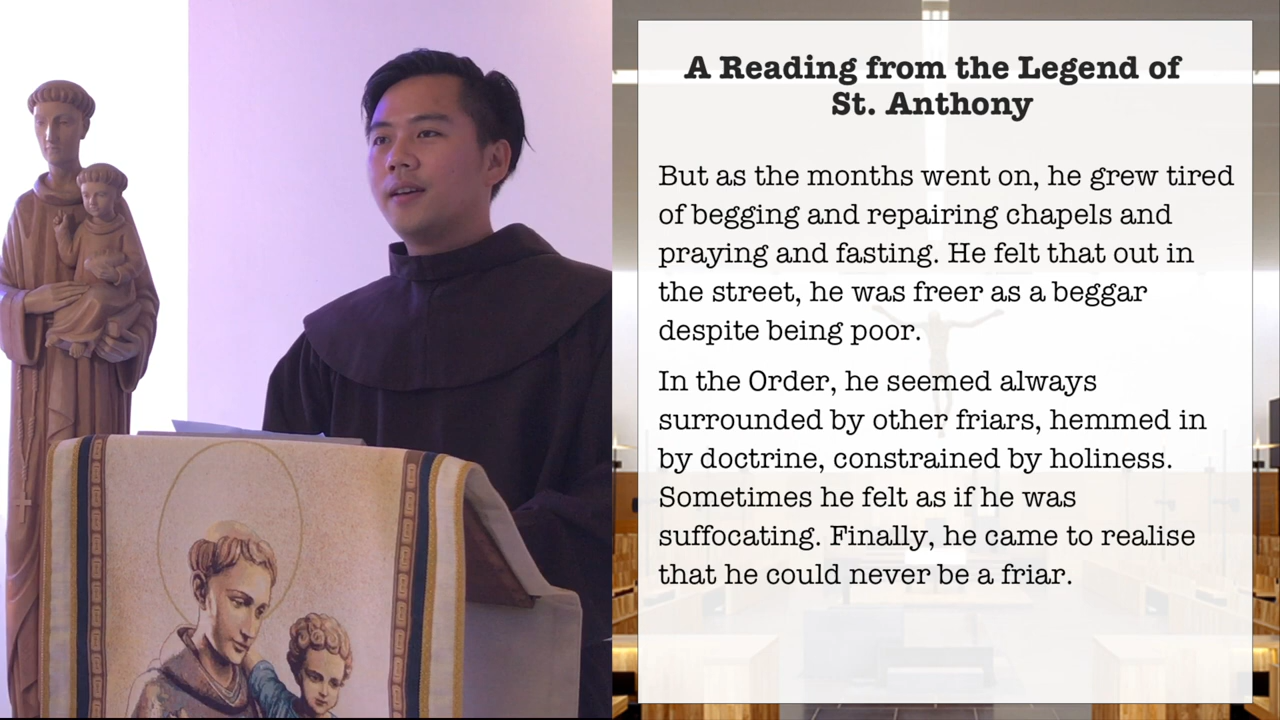 A Reading from the Legend of
St. Anthony
But as the months went on, he grew tired
of begging and repairing chapels and
praying and fasting. He felt that out in
the street, he was freer as a beggar
despite being poor.
In the Order, he seemed always
surrounded by other friars, hemmed in
by doctrine, constrained by holiness.
Sometimes he felt as if he was
suffocating. Finally, he came to realise
that he could never be a friar.